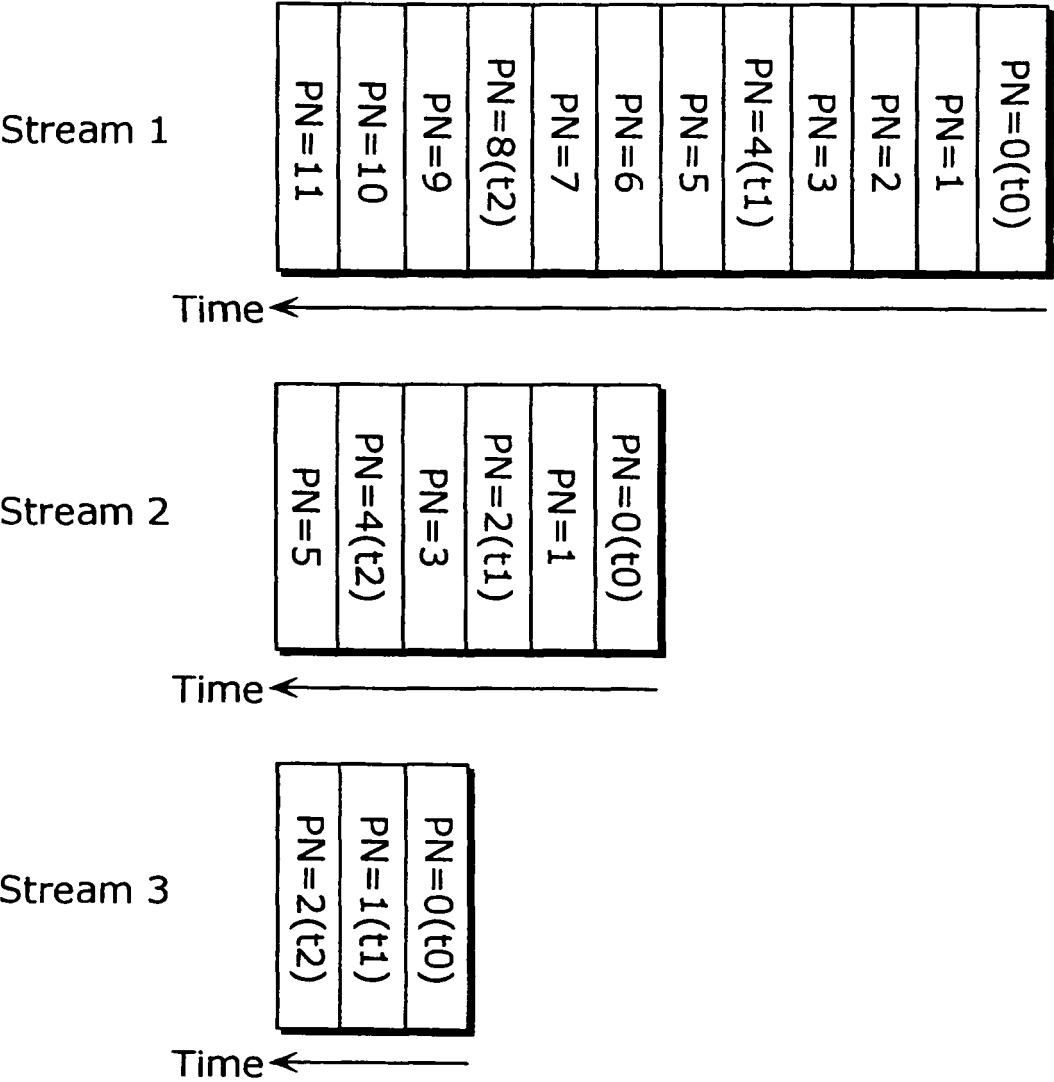 Stream 1
PN=11
PN=10
PN=9
PN=8(t2)
PN=7
PN=6
PN=5
PN=4(t1)
PN=3
PN=2
PN=1
PN=0(t0)
Time
Stream 2
PN=5
PN=4(t2)
PN=3
PN=2(t1)
PN=1
PN=0(t0)
Time
Stream 3
PN=2(t2)
PN=1(t1)
PN=0(t0)
Time